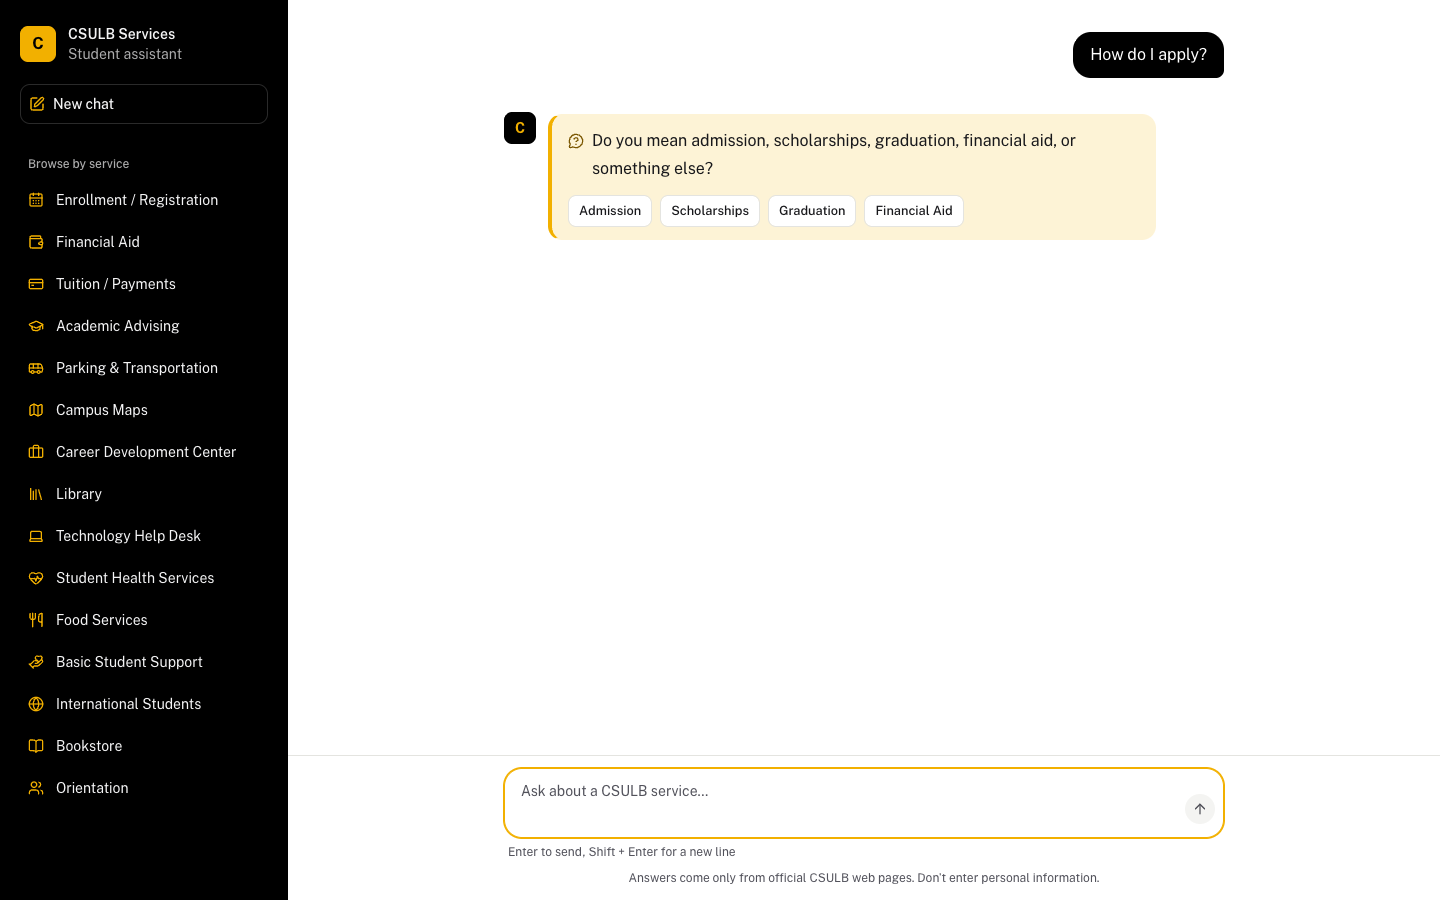 C
CSULB Services
Student assistant
New chat
Browse by service
Enrollment / Registration
Financial Aid
Tuition / Payments
Academic Advising
Parking & Transportation
Campus Maps
Career Development Center
Library
Technology Help Desk
Student Health Services
Food Services
Basic Student Support
International Students
Bookstore
Orientation
How do I apply?
C
Do you mean admission, scholarships, graduation, financial aid, or
something else?
Admission Scholarships Graduation Financial Aid
Ask about a CSULB service...
Enter to send, Shift + Enter for a new line
Answers come only from official CSULB web pages. Don't enter personal information.